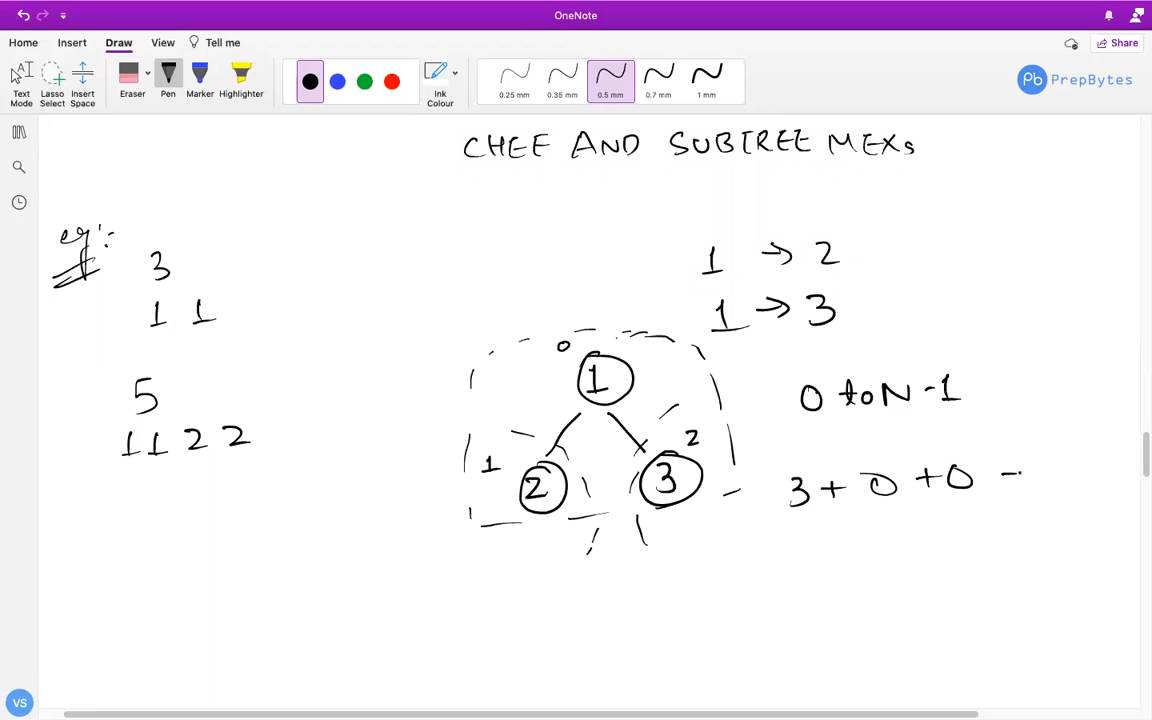 OneNote
Home Insert Draw View Tell me
Share
Text Mode
Lasso Select
Insert Space
Eraser
Pen
Marker
Highlighter
Ink Colour
0.25 mm 0.35 mm 0.5 mm 0.7 mm 1 mm
Pb PrepBytes
CHEF AND SUBTREE MEXs
eg:
3
1 1
5
1 1 2 2
1 → 2
1 → 3
0
1
1
2
2
3
0 to N-1
3 + 0 + 0 -
VS